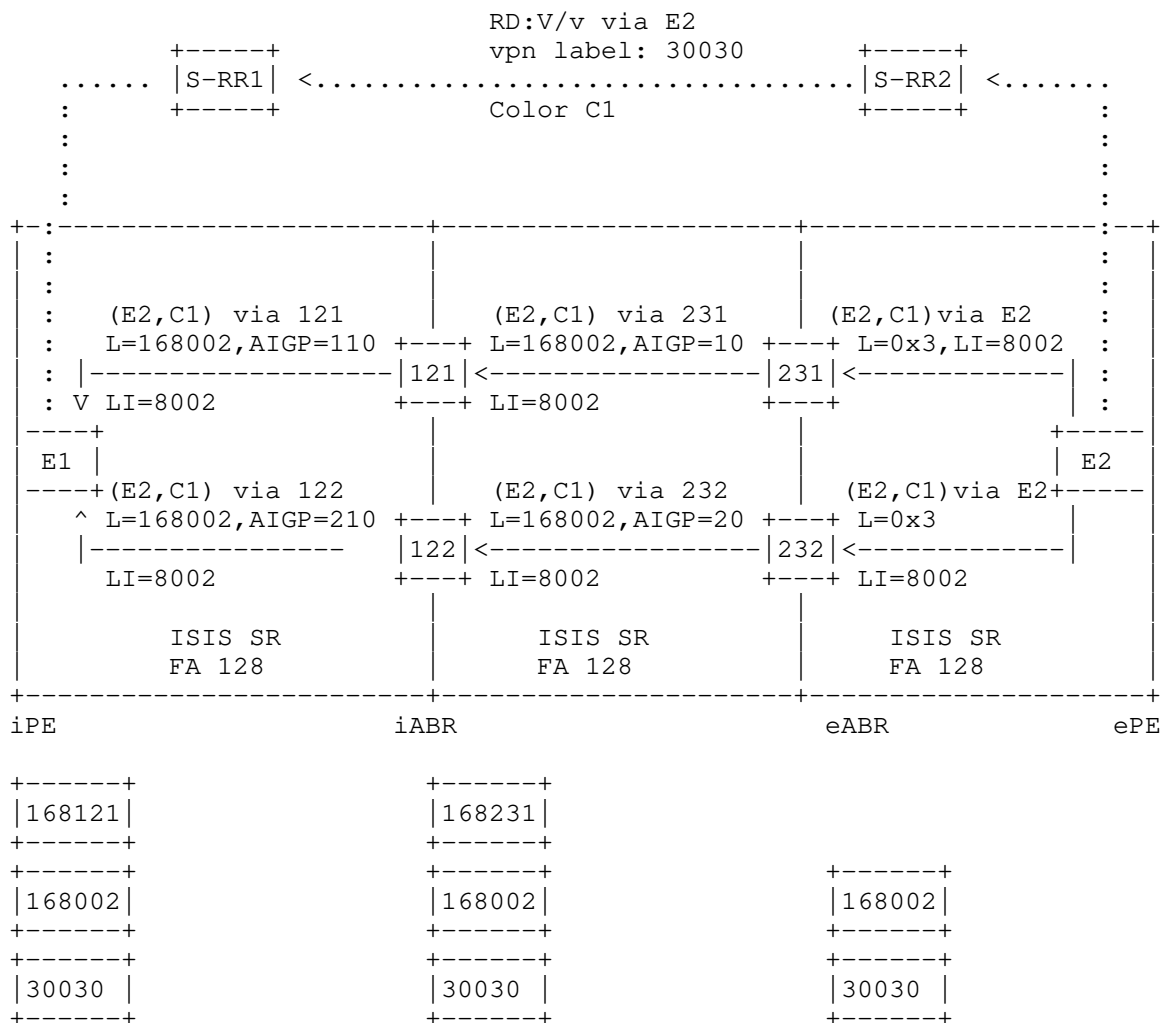 RD:V/v via E2
vpn label: 30030
S-RR1 S-RR2
Color C1
(E2,C1) via 121 (E2,C1) via 231 (E2,C1)via E2
L=168002,AIGP=110 L=168002,AIGP=10 L=0x3,LI=8002
121 231
V LI=8002 LI=8002
E1 E2
(E2,C1) via 122 (E2,C1) via 232 (E2,C1)via E2
L=168002,AIGP=210 L=168002,AIGP=20 L=0x3
122 232
LI=8002 LI=8002 LI=8002
ISIS SR ISIS SR ISIS SR
FA 128 FA 128 FA 128
iPE iABR eABR ePE
168121 168231
168002 168002 168002
30030 30030 30030